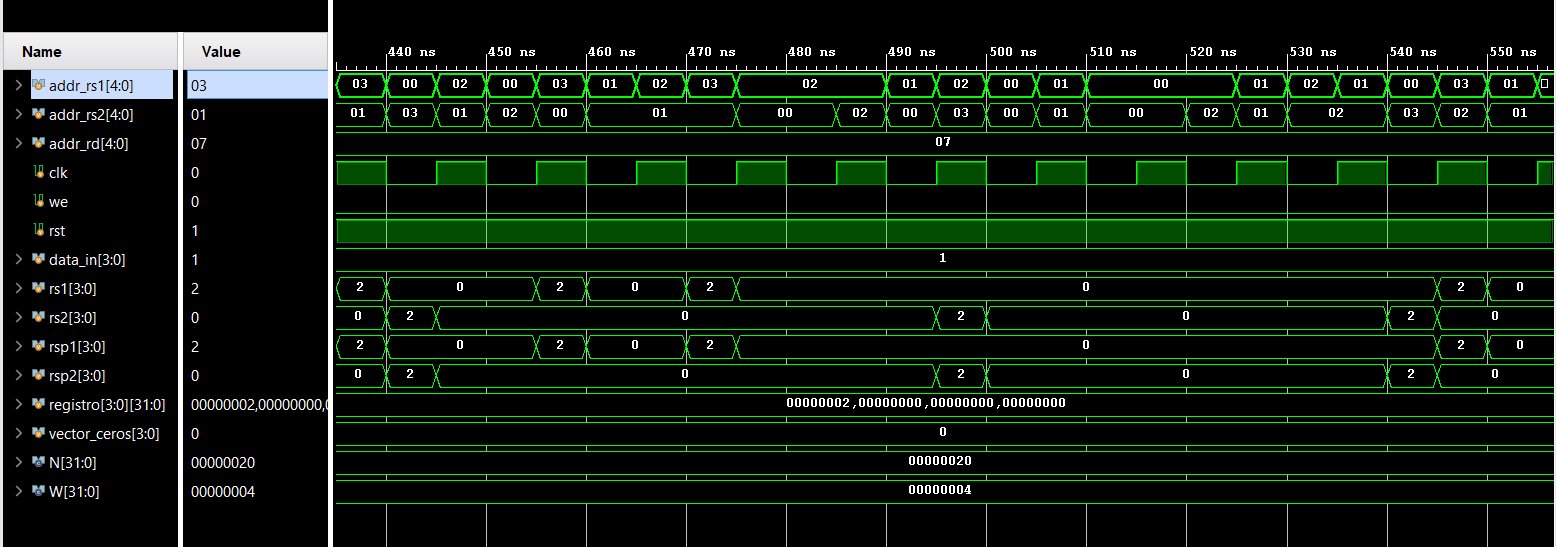 Name Value 440 ns 450 ns 460 ns 470 ns 480 ns 490 ns 500 ns 510 ns 520 ns 530 ns 540 ns 550 ns
addr_rs1[4:0] 03 03 00 02 00 03 01 02 03 02 01 02 00 01 00 01 02 01 00 03 01
addr_rs2[4:0] 01 01 03 01 02 00 01 00 02 00 03 00 01 00 02 01 02 03 02 01
addr_rd[4:0] 07 07
clk 0
we 0
rst 1
data_in[3:0] 1 1
rs1[3:0] 2 2 0 2 0 2 0 2 0
rs2[3:0] 0 0 2 0 2 0 2 0
rsp1[3:0] 2 2 0 2 0 2 0 2 0
rsp2[3:0] 0 0 2 0 2 0 2 0
registro[3:0][31:0] 00000002,00000000, 00000002,00000000,00000000,00000000
vector_ceros[3:0] 0 0
N[31:0] 00000020 00000020
W[31:0] 00000004 00000004